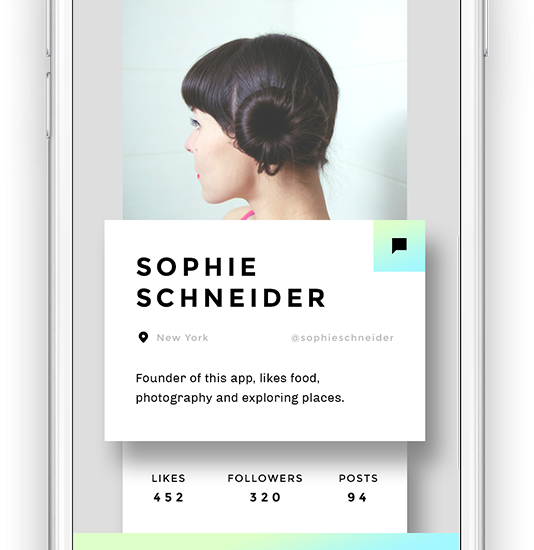 SOPHIE
SCHNEIDER
New York @sophieschneider
Founder of this app, likes food,
photography and exploring places.
LIKES FOLLOWERS POSTS
452 320 94